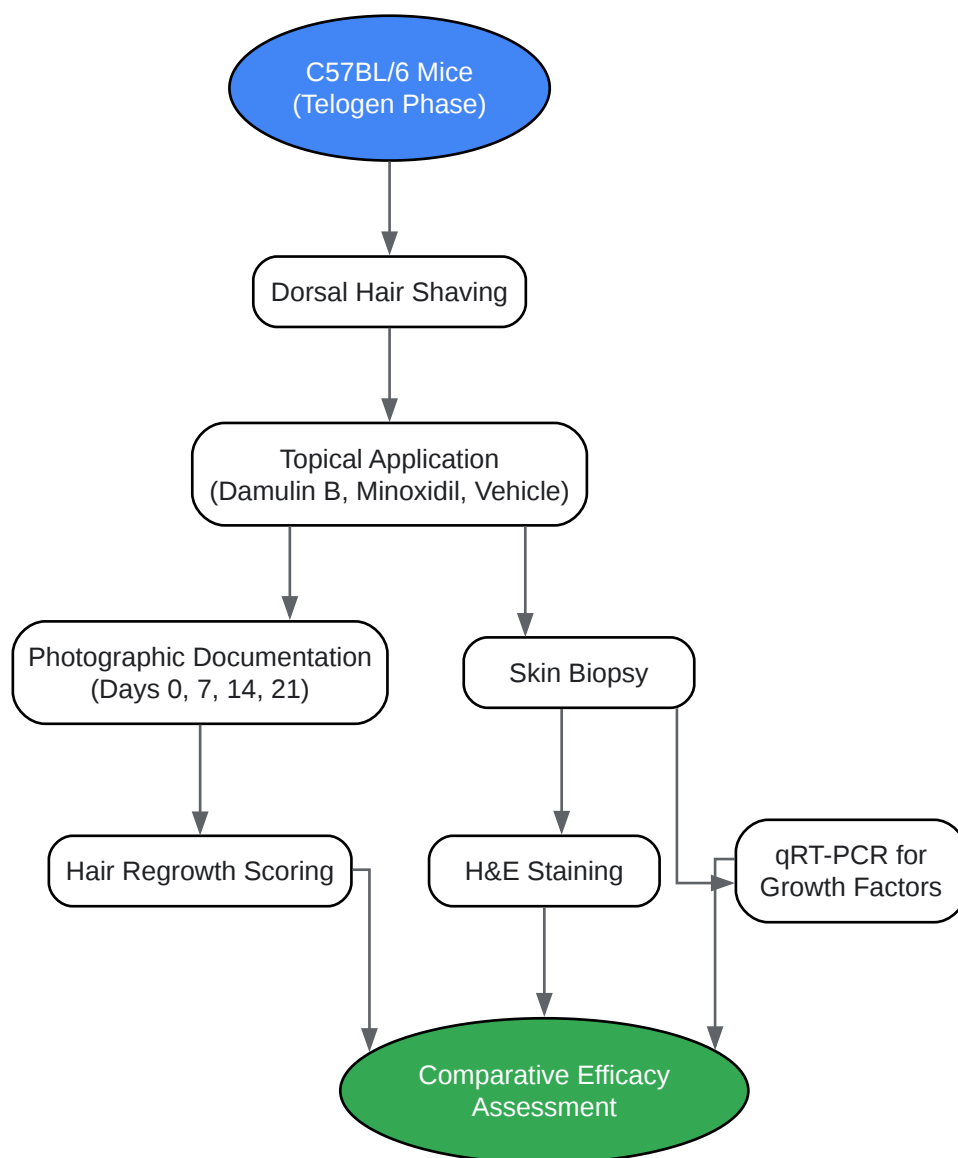 C57BL/6 Mice
(Telogen Phase)
Dorsal Hair Shaving
Topical Application
(Damulin B, Minoxidil, Vehicle)
Photographic Documentation
(Days 0, 7, 14, 21)
Skin Biopsy
Hair Regrowth Scoring
H&E Staining
qRT-PCR for
Growth Factors
Comparative Efficacy
Assessment